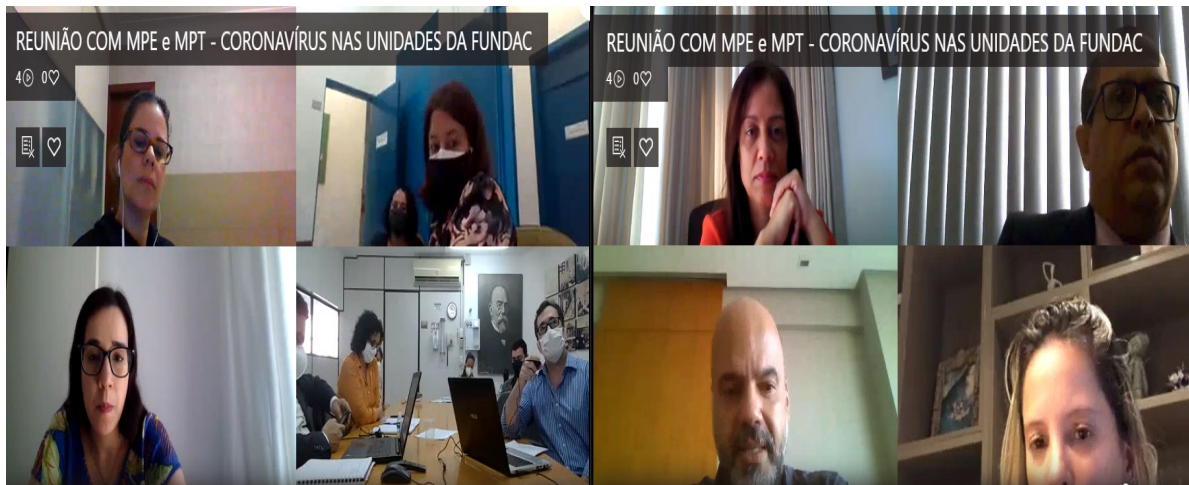 REUNIÃO COM MPE e MPT - CORONAVÍRUS NAS UNIDADES DA FUNDAC
4 0
REUNIÃO COM MPE e MPT - CORONAVÍRUS NAS UNIDADES DA FUNDAC
4 0